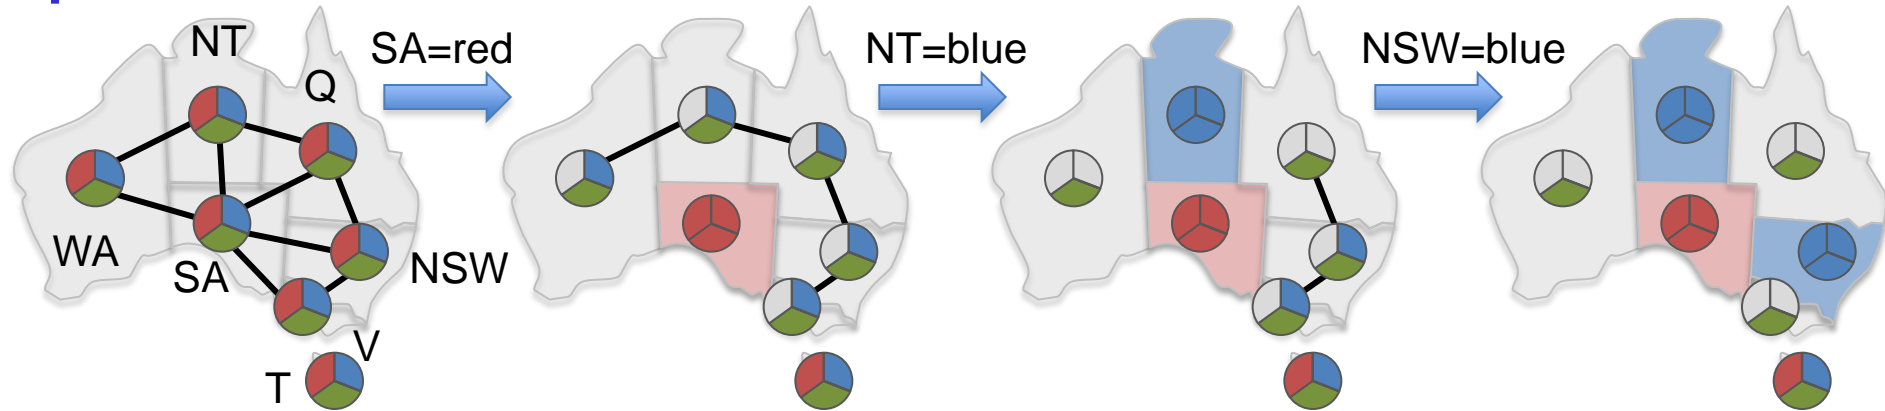 NT
Q
WA
SA
NSW
V
T
SA=red
NT=blue
NSW=blue